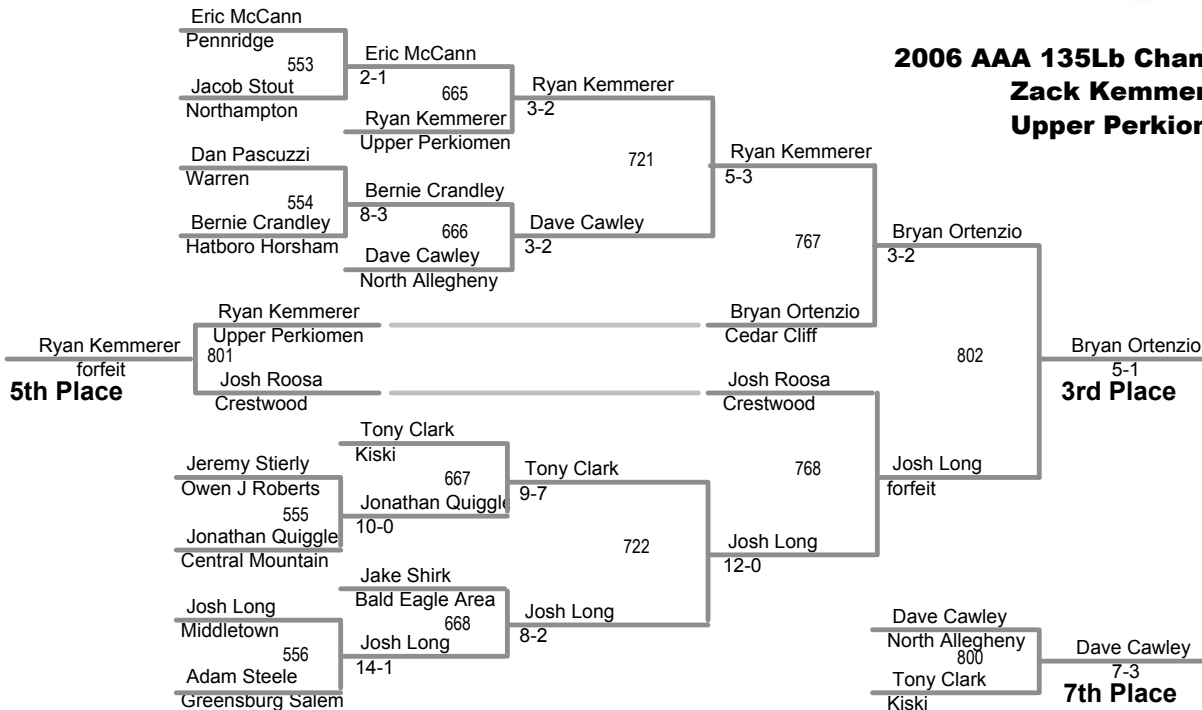 Eric McCann
Pennridge
553
Jacob Stout
Northampton
Eric McCann
2-1
665
Ryan Kemmerer
Upper Perkiomen
Ryan Kemmerer
3-2
2006 AAA 135Lb Cham
Zack Kemmer
Upper Perkion
Dan Pascuzzi
Warren
554
Bernie Crandley
Hatboro Horsham
Bernie Crandley
8-3
666
Dave Cawley
North Allegheny
Dave Cawley
3-2
721
Ryan Kemmerer
5-3
767
Bryan Ortenzio
Cedar Cliff
Bryan Ortenzio
3-2
Ryan Kemmerer
forfeit
5th Place
801
Ryan Kemmerer
Upper Perkiomen
Josh Roosa
Crestwood
Josh Roosa
Crestwood
802
Bryan Ortenzio
5-1
3rd Place
Jeremy Stierly
Owen J Roberts
555
Jonathan Quiggle
Central Mountain
Tony Clark
Kiski
667
Jonathan Quiggle
10-0
Tony Clark
9-7
722
768
Josh Long
forfeit
Josh Long
12-0
Josh Long
Middletown
556
Adam Steele
Greensburg Salem
Jake Shirk
Bald Eagle Area
668
Josh Long
14-1
Josh Long
8-2
Dave Cawley
North Allegheny
800
Tony Clark
Kiski
Dave Cawley
7-3
7th Place